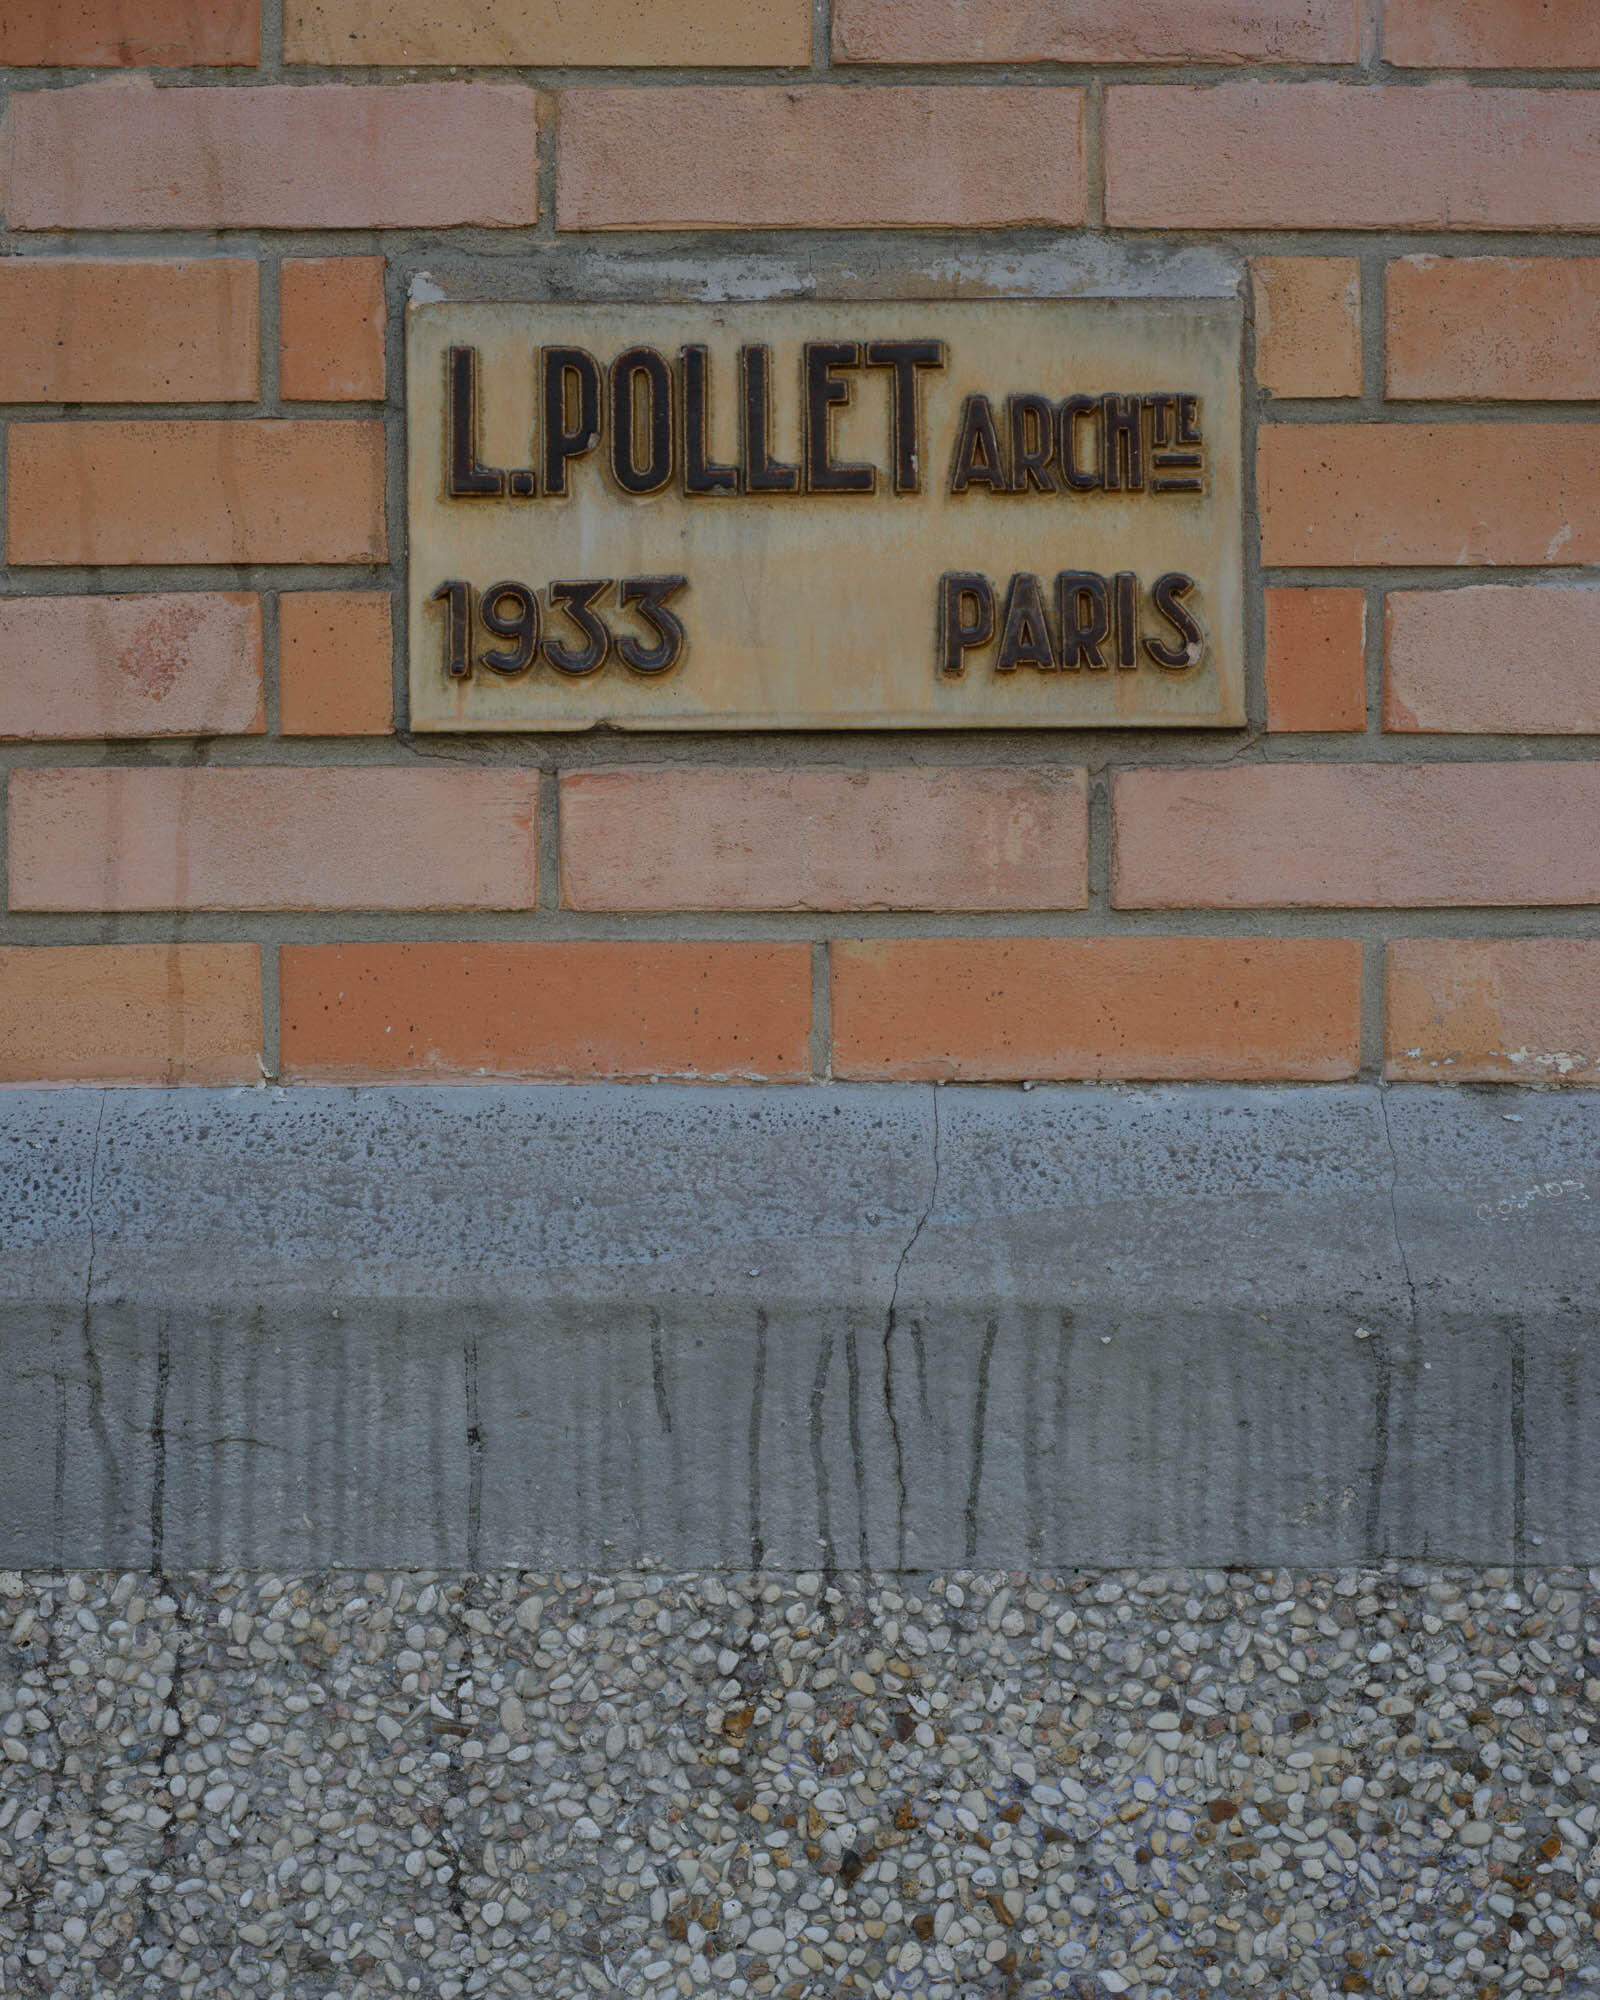 L. POLLET ARCHTE
1933 PARIS